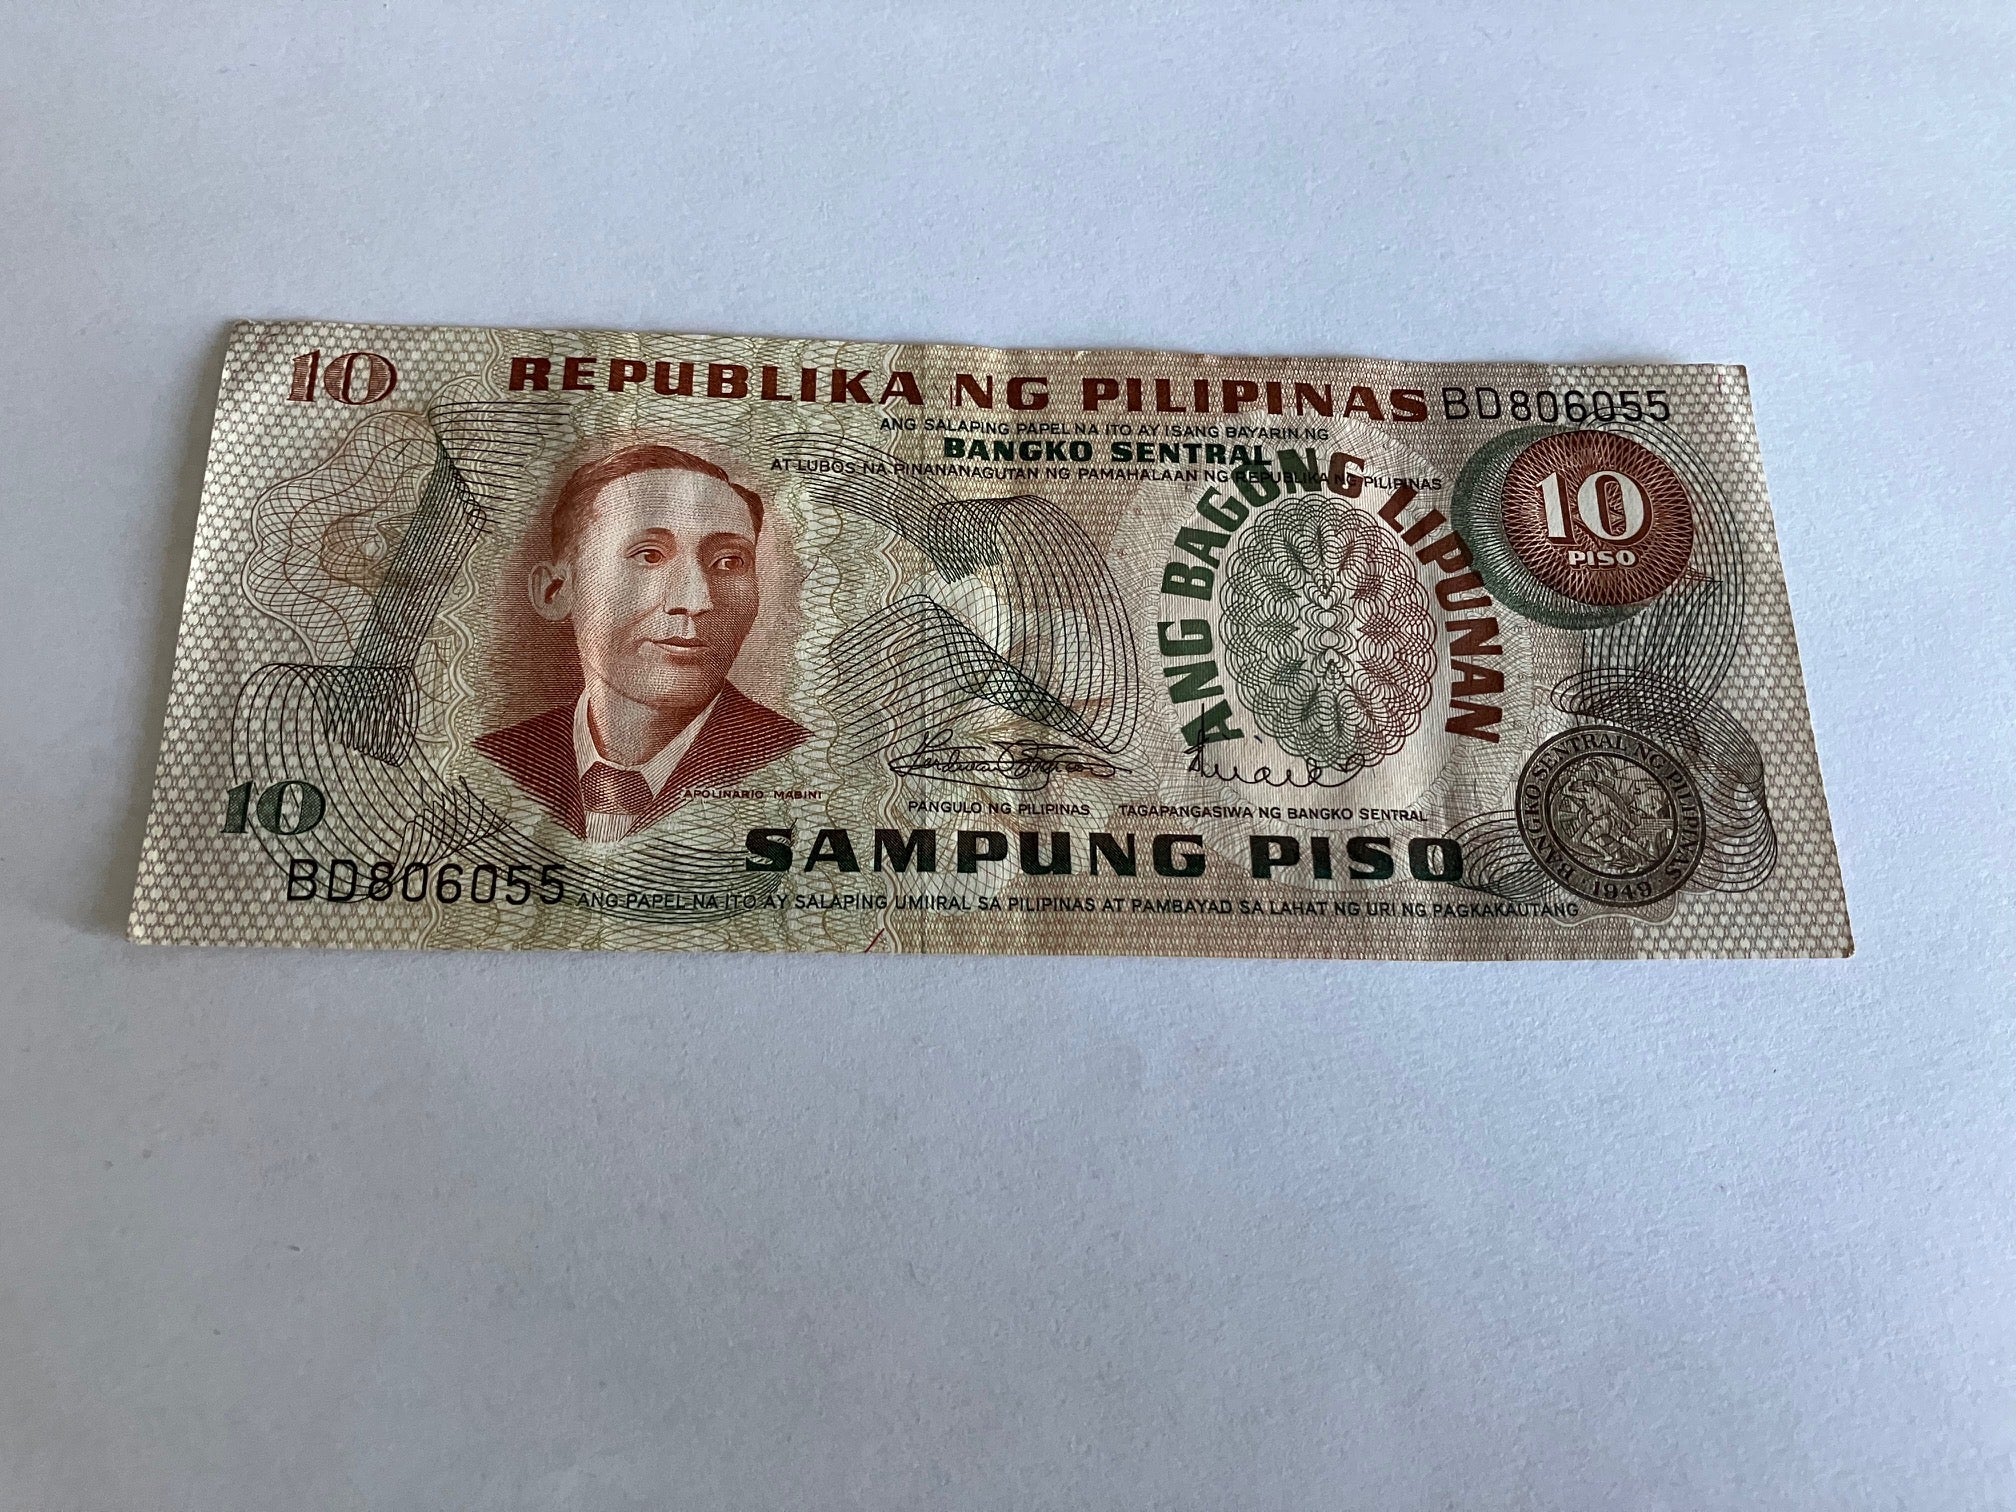 10
REPUBLIKA NG PILIPINAS
BD806055
ANG SALAPING PAPEL NA ITO AY ISANG BAYARIN NG
BANGKO SENTRAL
AT LUBOS NA PINANANAGUTAN NG PAMAHALAAN NG REPUBLIKA NG PILIPINAS
ANG BAGONG LIPUNAN
10
PISO
APOLINARIO MABINI
PANGULO NG PILIPINAS
TAGAPANGASIWA NG BANGKO SENTRAL
10
SAMPUNG PISO
BANGKO SENTRAL NG PILIPINAS
1949
BD806055
ANG PAPEL NA ITO AY SALAPING UMIIRAL SA PILIPINAS AT PAMBAYAD SA LAHAT NG URI NG PAGKAKAUTANG